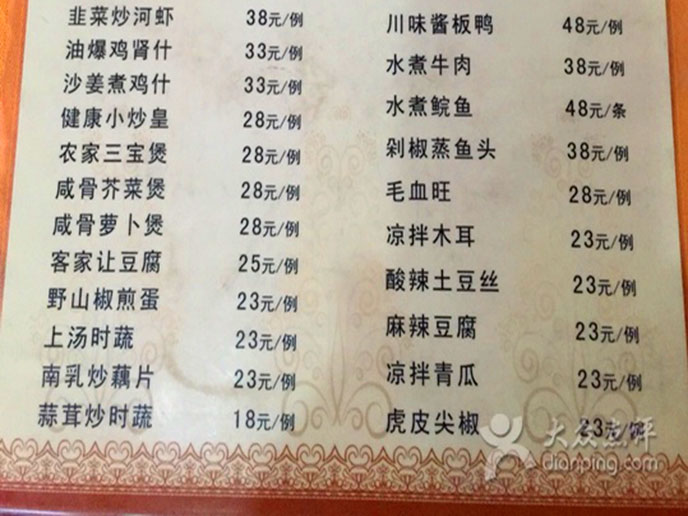 韭菜炒河虾 38元/例
油爆鸡肾什 33元/例
沙姜煮鸡什 33元/例
健康小炒皇 28元/例
农家三宝煲 28元/例
咸骨芥菜煲 28元/例
咸骨萝卜煲 28元/例
客家让豆腐 25元/例
野山椒煎蛋 23元/例
上汤时蔬 23元/例
南乳炒藕片 23元/例
蒜茸炒时蔬 18元/例
川味酱板鸭 48元/例
水煮牛肉 38元/例
水煮鲩鱼 48元/条
剁椒蒸鱼头 38元/例
毛血旺 28元/例
凉拌木耳 23元/例
酸辣土豆丝 23元/例
麻辣豆腐 23元/例
凉拌青瓜 23元/例
虎皮尖椒 23元/例
大众点评
dianping.com